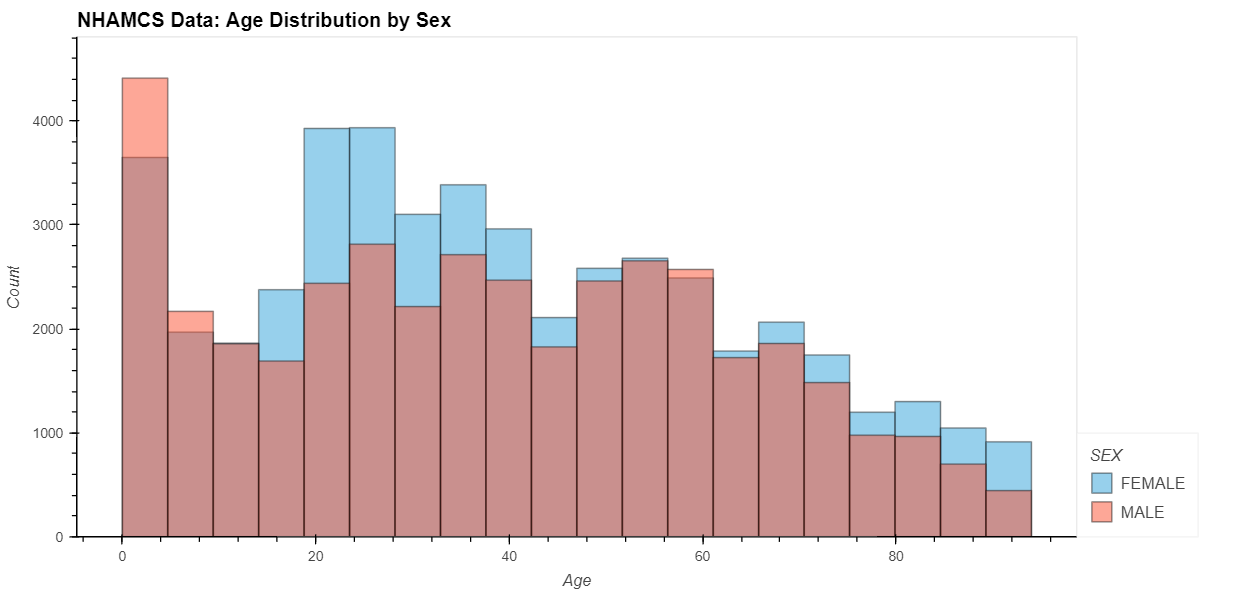 NHAMCS Data: Age Distribution by Sex
4000
3000
2000
1000
0
Count
0 20 40 60 80
Age
SEX
FEMALE
MALE